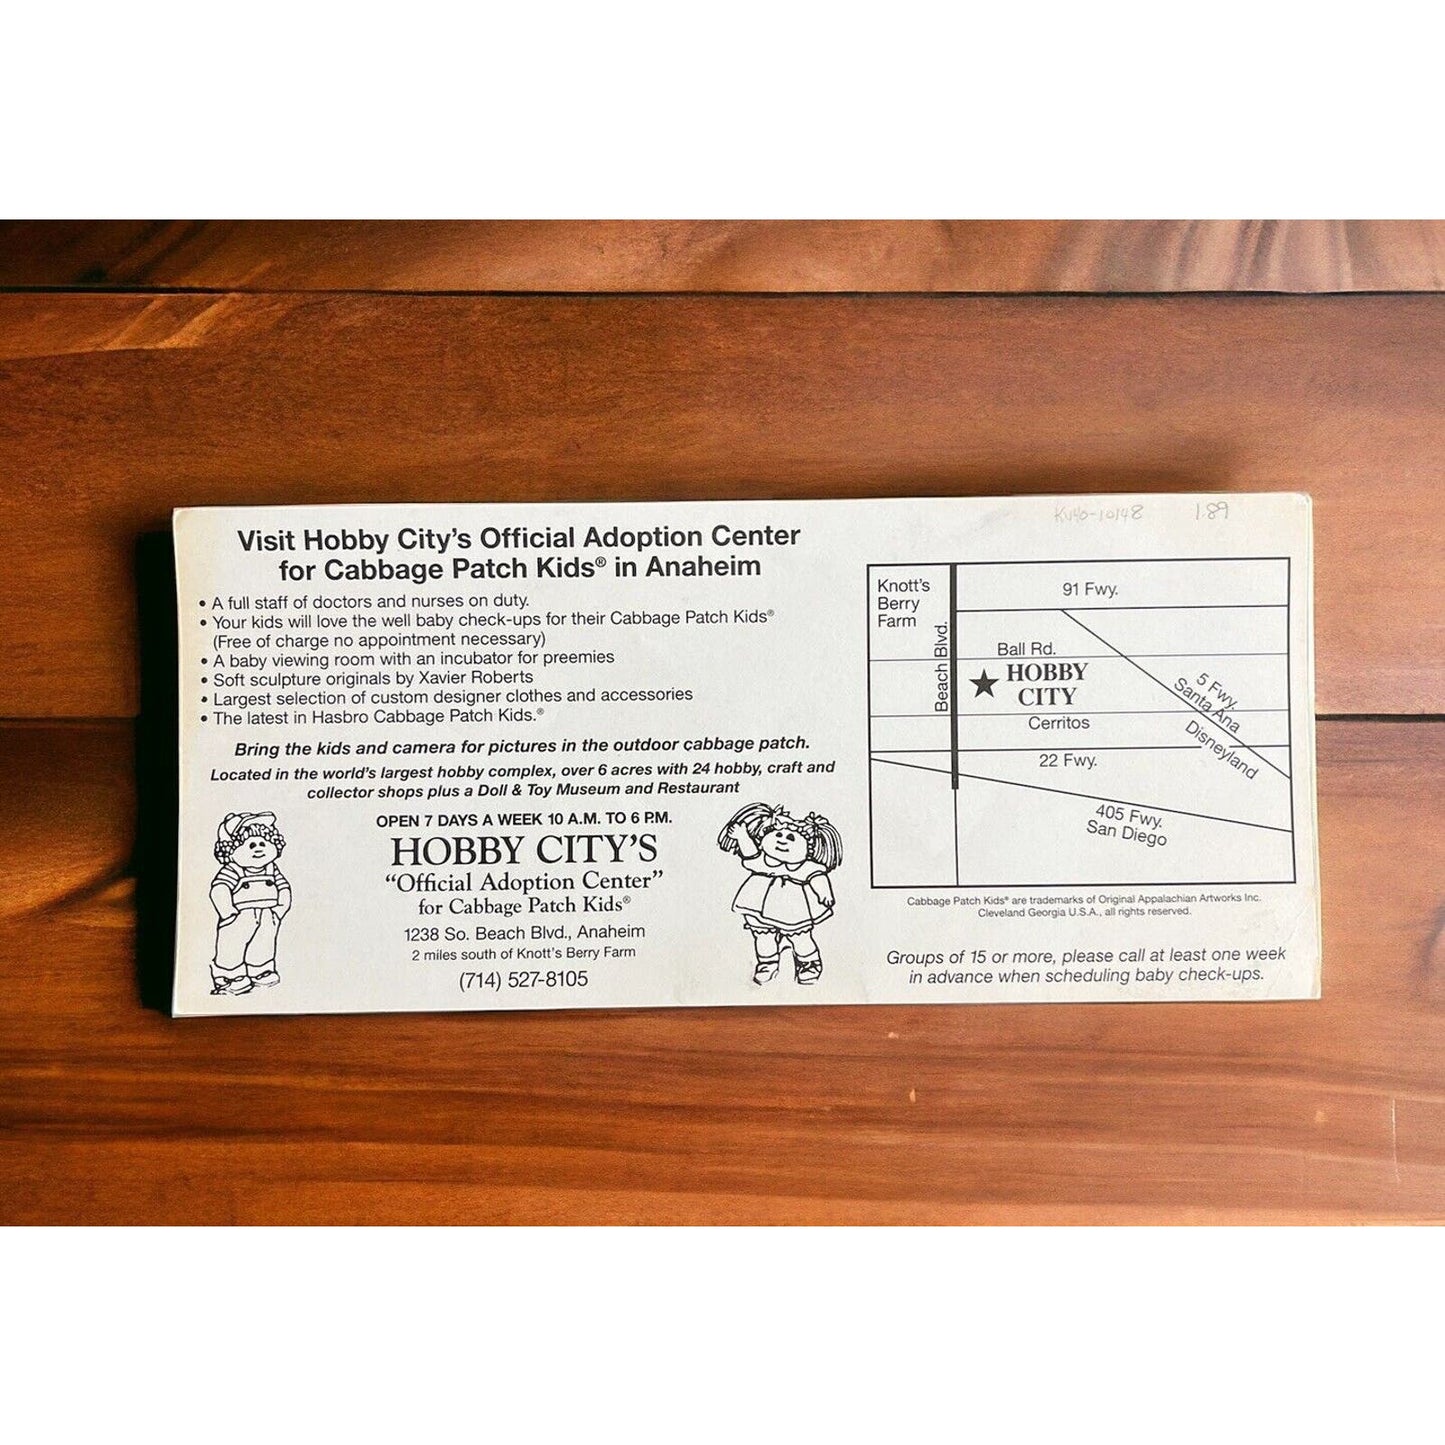 Visit Hobby City's Official Adoption Center
for Cabbage Patch Kids® in Anaheim
• A full staff of doctors and nurses on duty.
• Your kids will love the well baby check-ups for their Cabbage Patch Kids®
(Free of charge no appointment necessary)
• A baby viewing room with an incubator for preemies
• Soft sculpture originals by Xavier Roberts
• Largest selection of custom designer clothes and accessories
• The latest in Hasbro Cabbage Patch Kids.®
Bring the kids and camera for pictures in the outdoor cabbage patch.
Located in the world's largest hobby complex, over 6 acres with 24 hobby, craft and
collector shops plus a Doll & Toy Museum and Restaurant
OPEN 7 DAYS A WEEK 10 A.M. TO 6 P.M.
HOBBY CITY'S
"Official Adoption Center"
for Cabbage Patch Kids®
1238 So. Beach Blvd., Anaheim
2 miles south of Knott's Berry Farm
(714) 527-8105
1.89
Knott's
Berry
Farm
91 Fwy.
Beach Blvd.
Ball Rd.
★ HOBBY
CITY
5 Fwy.
Santa Ana
Cerritos
Disneyland
22 Fwy.
405 Fwy.
San Diego
Cabbage Patch Kids® are trademarks of Original Appalachian Artworks Inc.
Cleveland Georgia U.S.A., all rights reserved.
Groups of 15 or more, please call at least one week
in advance when scheduling baby check-ups.